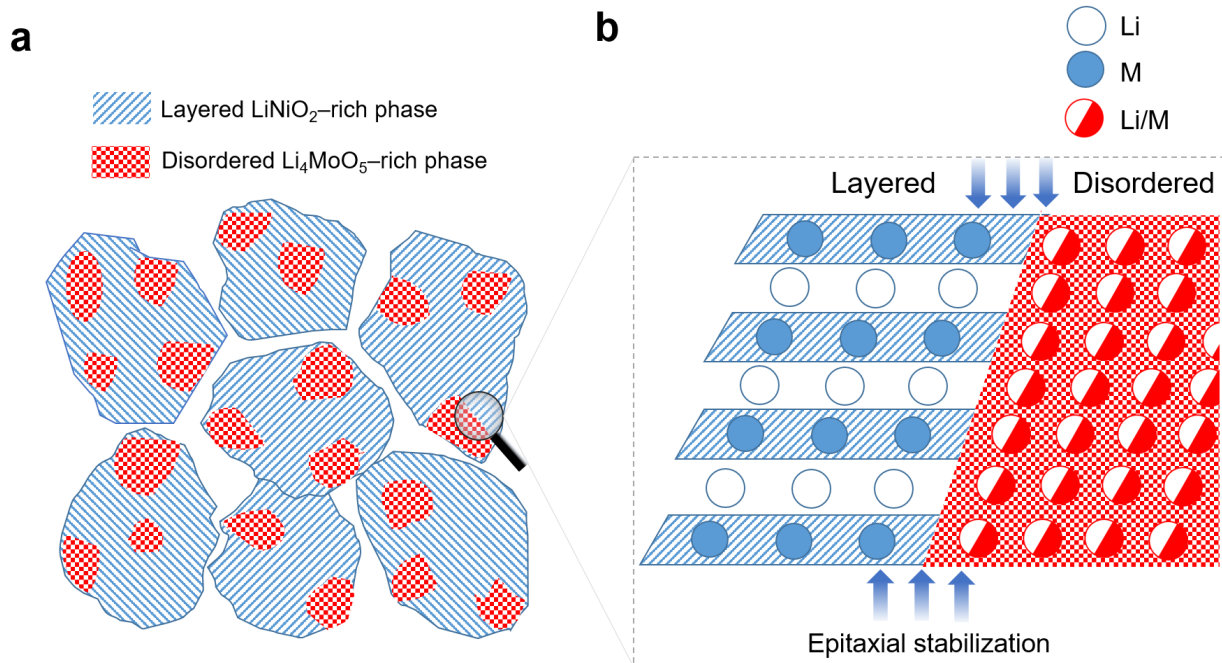 a
Layered LiNiO₂–rich phase
Disordered Li₄MoO₅–rich phase
b
Li
M
Li/M
Layered
Disordered
Epitaxial stabilization